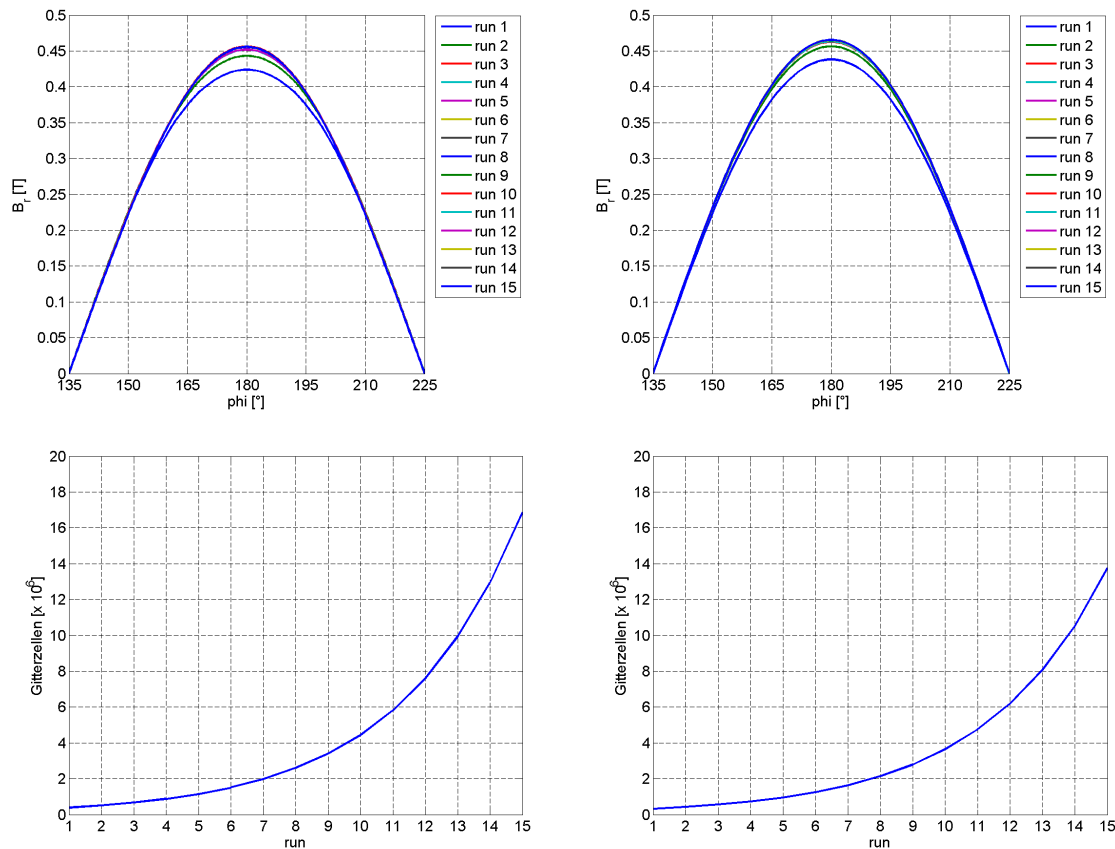 0.5
0.45
0.4
0.35
0.3
0.25
0.2
0.15
0.1
0.05
0
B_r [T]
135 150 165 180 195 210 225
phi [°]
run 1
run 2
run 3
run 4
run 5
run 6
run 7
run 8
run 9
run 10
run 11
run 12
run 13
run 14
run 15
0.5
0.45
0.4
0.35
0.3
0.25
0.2
0.15
0.1
0.05
0
B_r [T]
135 150 165 180 195 210 225
phi [°]
run 1
run 2
run 3
run 4
run 5
run 6
run 7
run 8
run 9
run 10
run 11
run 12
run 13
run 14
run 15
20
18
16
14
12
10
8
6
4
2
0
Gitterzellen [x 10^6]
1 2 3 4 5 6 7 8 9 10 11 12 13 14 15
run
20
18
16
14
12
10
8
6
4
2
0
Gitterzellen [x 10^6]
1 2 3 4 5 6 7 8 9 10 11 12 13 14 15
run